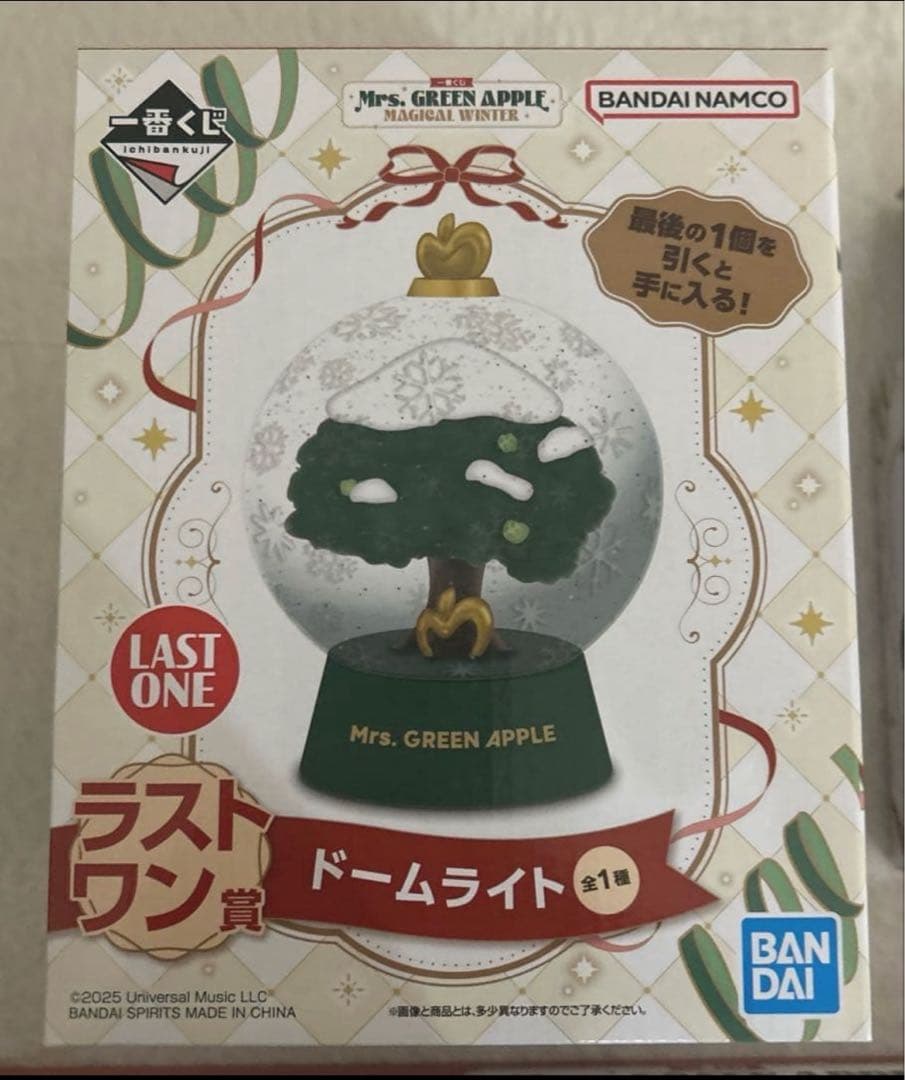 一番くじ
ichibankuji
一番くじ
Mrs. GREEN APPLE
MAGICAL WINTER
BANDAI NAMCO
最後の1個を
引くと
手に入る!
Mrs. GREEN APPLE
LAST
ONE
ラスト
ワン賞
ドームライト 全1種
BAN
DAI
©2025 Universal Music LLC
BANDAI SPIRITS MADE IN CHINA
※画像と商品とは、多少異なりますのでご了承ください。